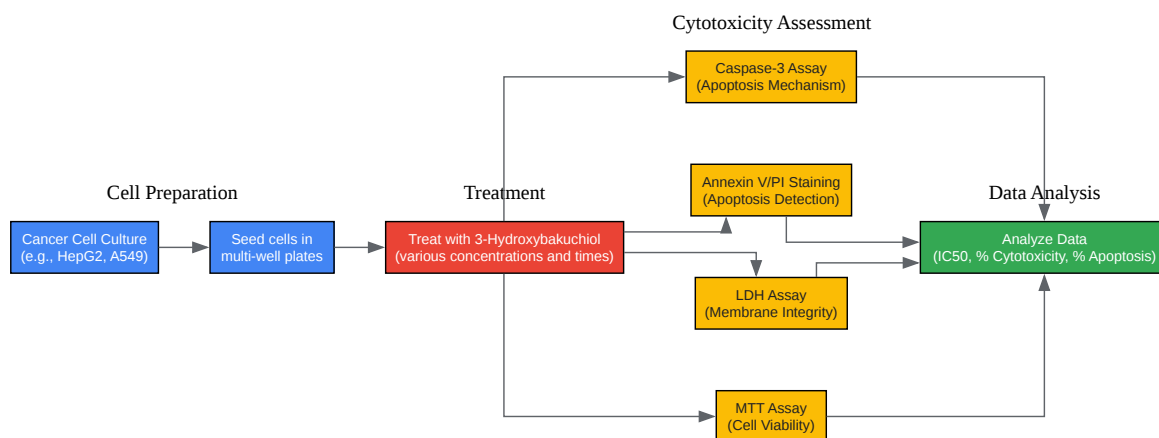 Cytotoxicity Assessment
Caspase-3 Assay
(Apoptosis Mechanism)
Cell Preparation
Treatment
Annexin V/PI Staining
(Apoptosis Detection)
Data Analysis
Cancer Cell Culture
(e.g., HepG2, A549)
Seed cells in
multi-well plates
Treat with 3-Hydroxybakuchiol
(various concentrations and times)
Analyze Data
(IC50, % Cytotoxicity, % Apoptosis)
LDH Assay
(Membrane Integrity)
MTT Assay
(Cell Viability)